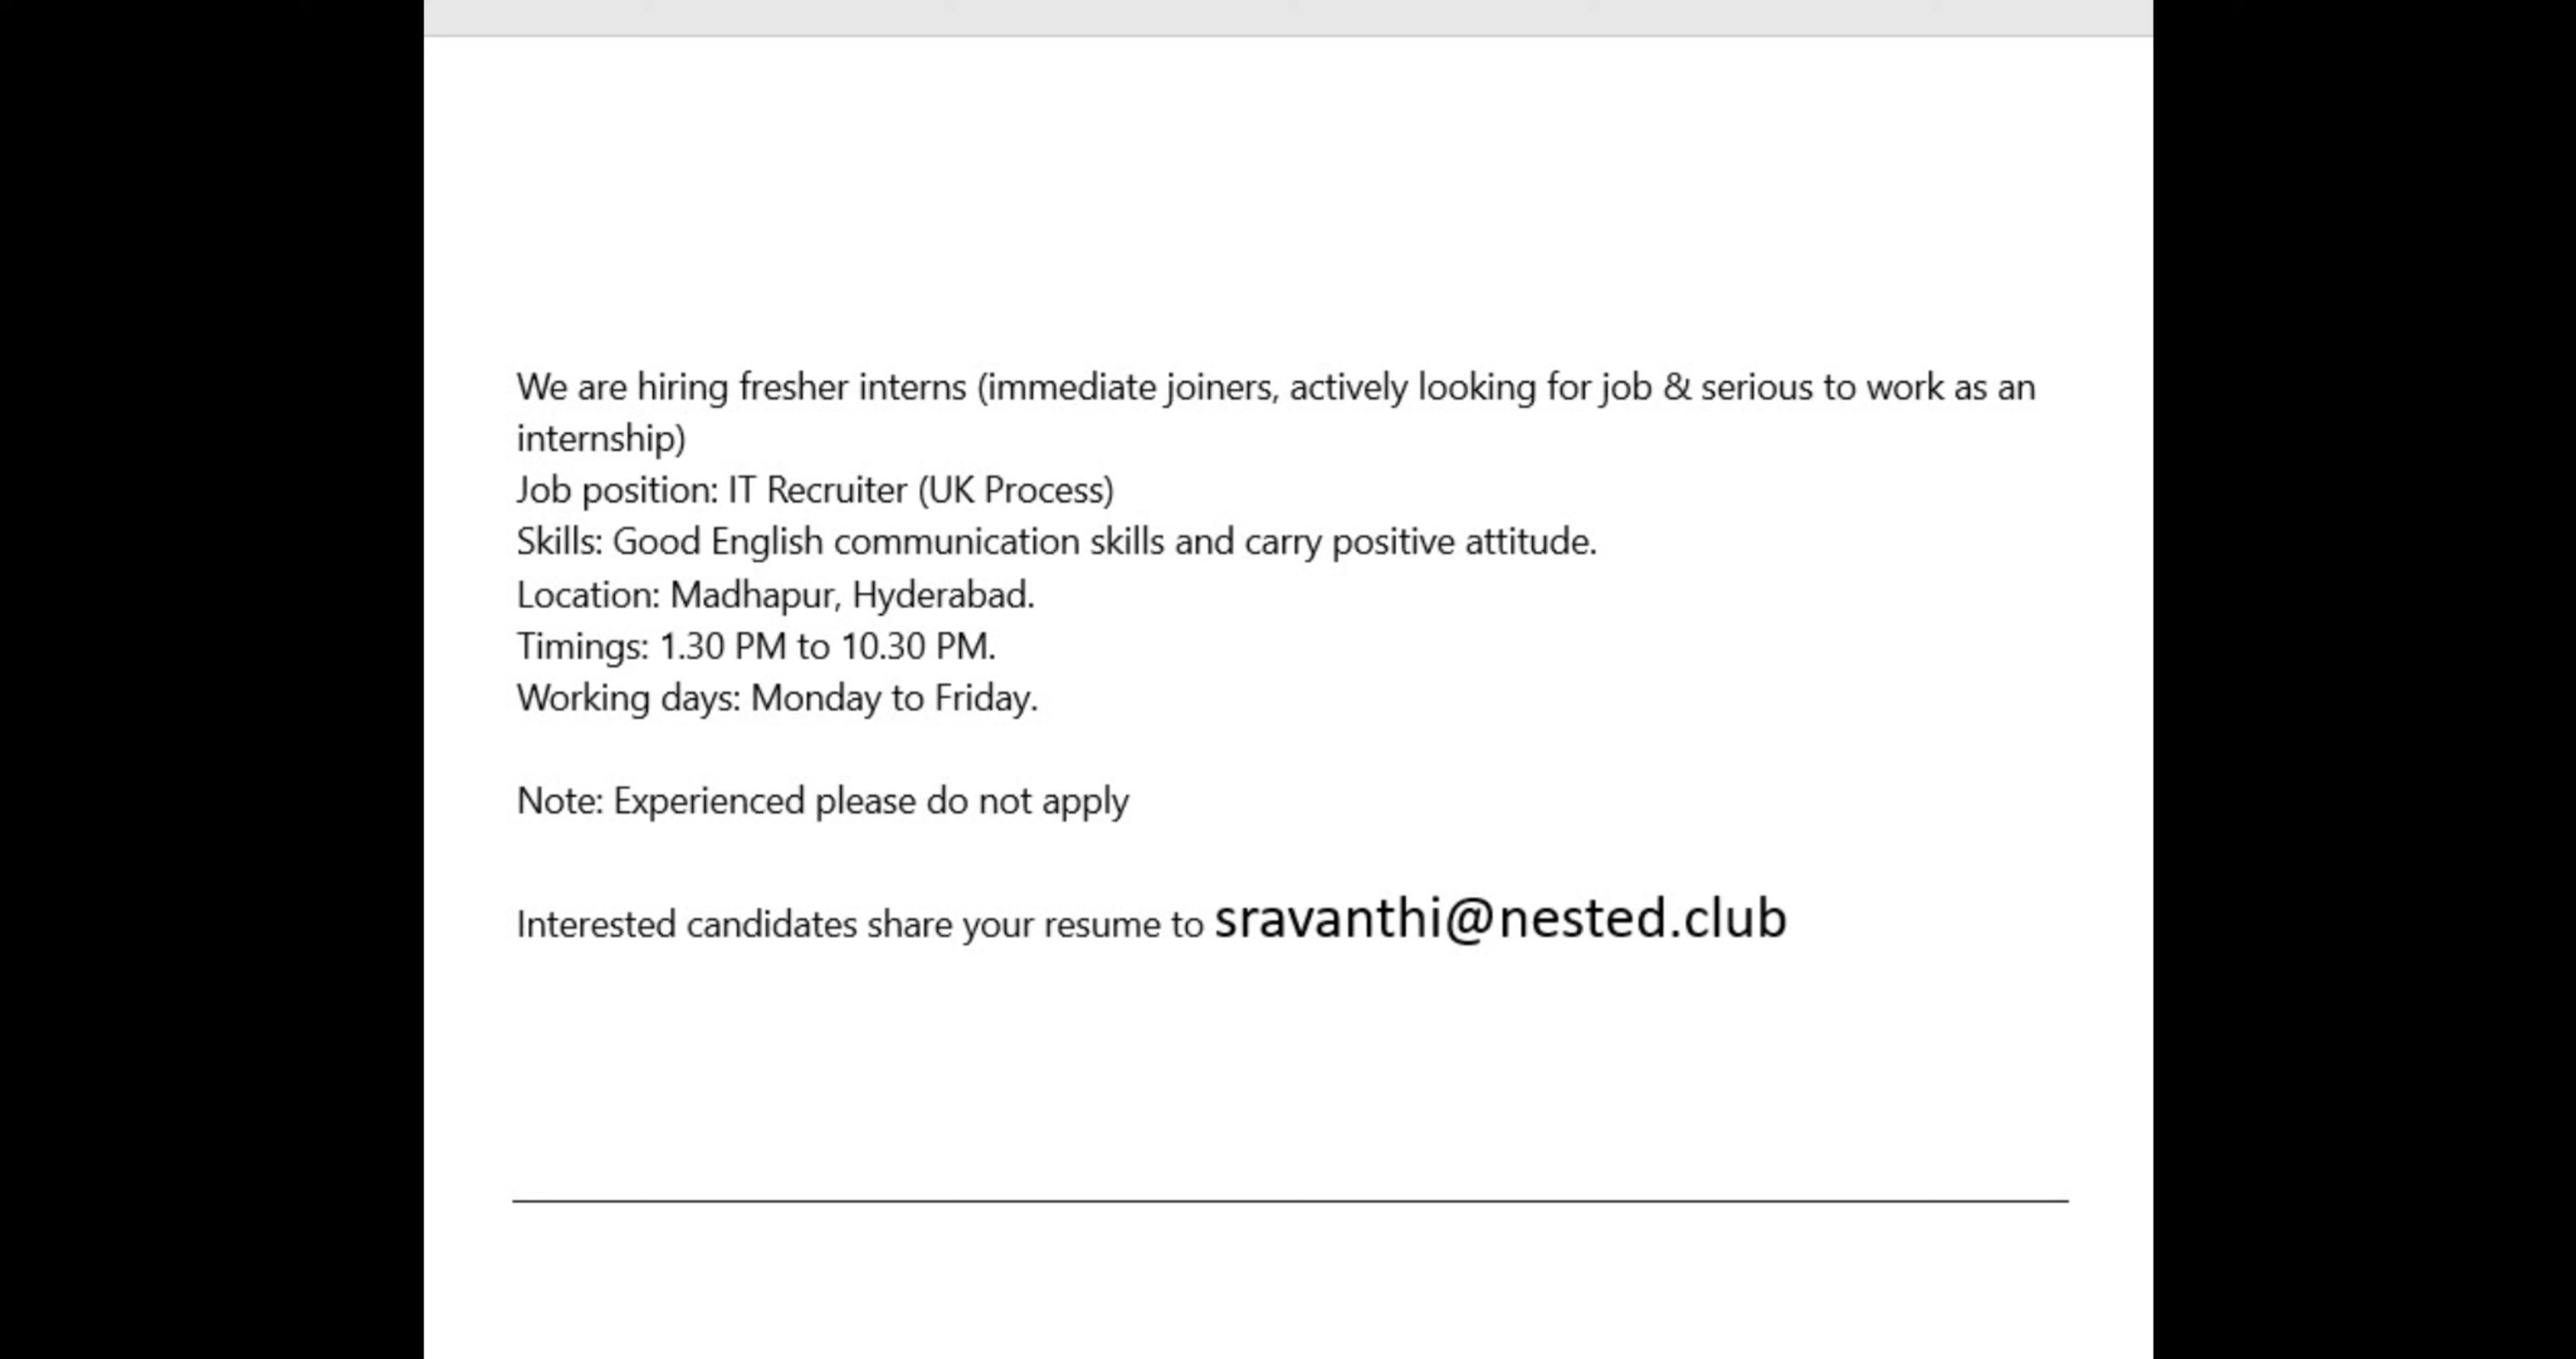 We are hiring fresher interns (immediate joiners, actively looking for job & serious to work as an
internship)
Job position: IT Recruiter (UK Process)
Skills: Good English communication skills and carry positive attitude.
Location: Madhapur, Hyderabad.
Timings: 1.30 PM to 10.30 PM.
Working days: Monday to Friday.
Note: Experienced please do not apply
Interested candidates share your resume to sravanthi@nested.club